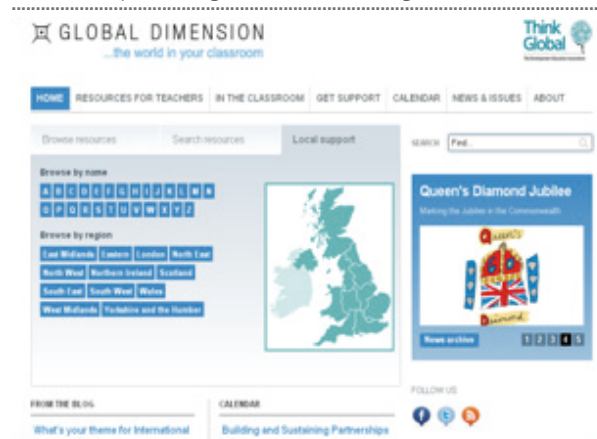 GLOBAL DIMENSION
...the world in your classroom
Think
Global
HOME
RESOURCES FOR TEACHERS
IN THE CLASSROOM
GET SUPPORT
CALENDAR
NEWS & ISSUES
ABOUT
Browse resources
Search resources
Local support
SEARCH
Find...
Browse by name
A B C D E F G H I J K L M N
O P Q R S T U V W X Y Z
Browse by region
East Midlands Eastern London North East
North West Northern Ireland Scotland
South East South West Wales
West Midlands Yorkshire and the Humber
Queen's Diamond Jubilee
Marking the Jubilee in the Commonwealth
Queen's
Diamond
News archive
1 2 3 4 5
FOLLOW US
FROM THE BLOG
What's your theme for International
CALENDAR
Building and Sustaining Partnerships